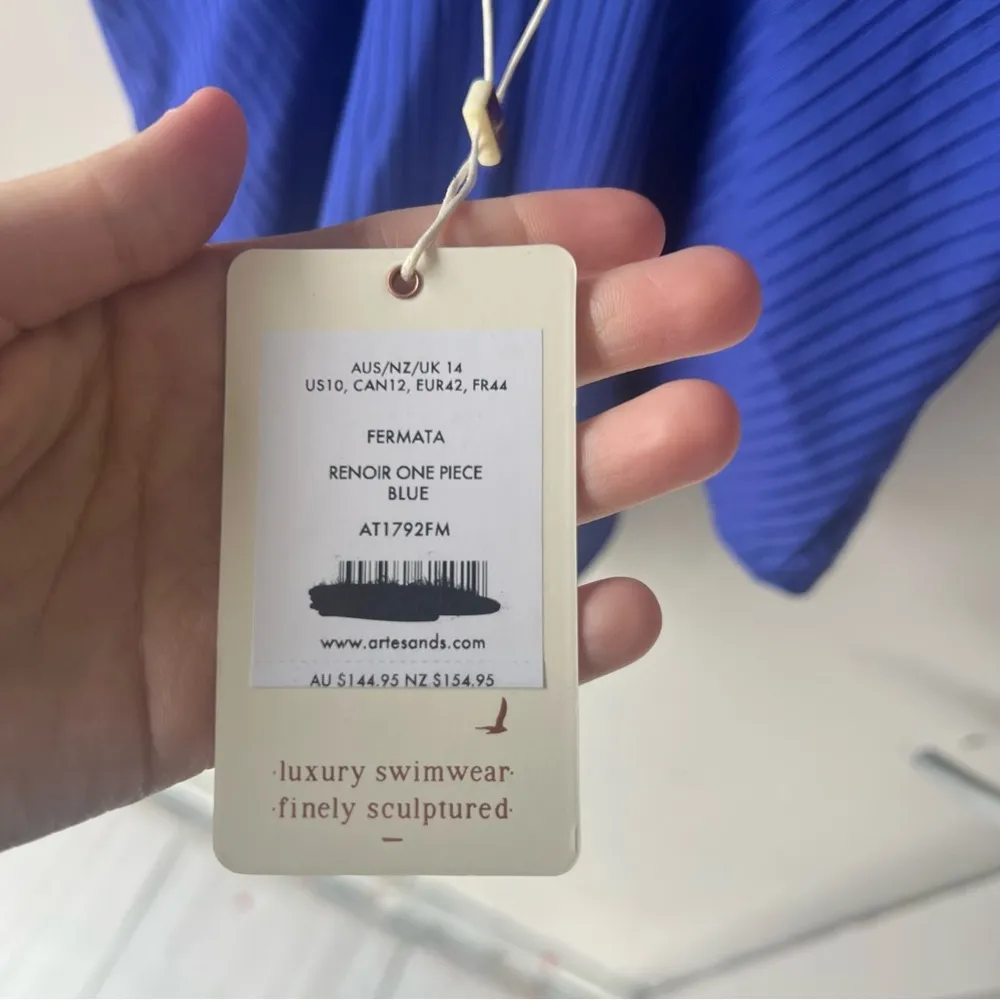 AUS/NZ/UK 14
US10, CAN12, EUR42, FR44
FERMATA
RENOIR ONE PIECE
BLUE
AT1792FM
www.artesands.com
AU $144.95 NZ $154.95
·luxury swimwear·
·finely sculptured·